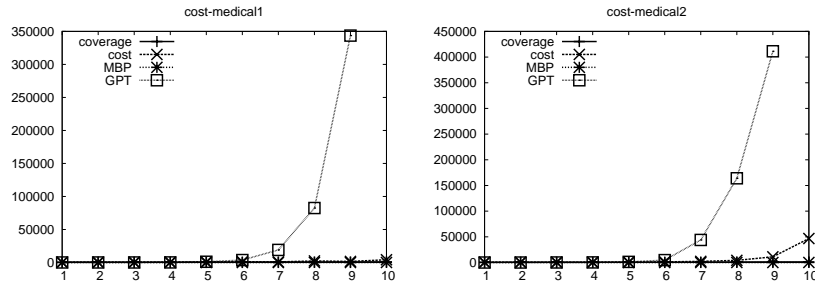 cost-medical1
350000
300000
250000
200000
150000
100000
50000
0
1 2 3 4 5 6 7 8 9 10
coverage
cost
MBP
GPT
cost-medical2
450000
400000
350000
300000
250000
200000
150000
100000
50000
0
1 2 3 4 5 6 7 8 9 10
coverage
cost
MBP
GPT